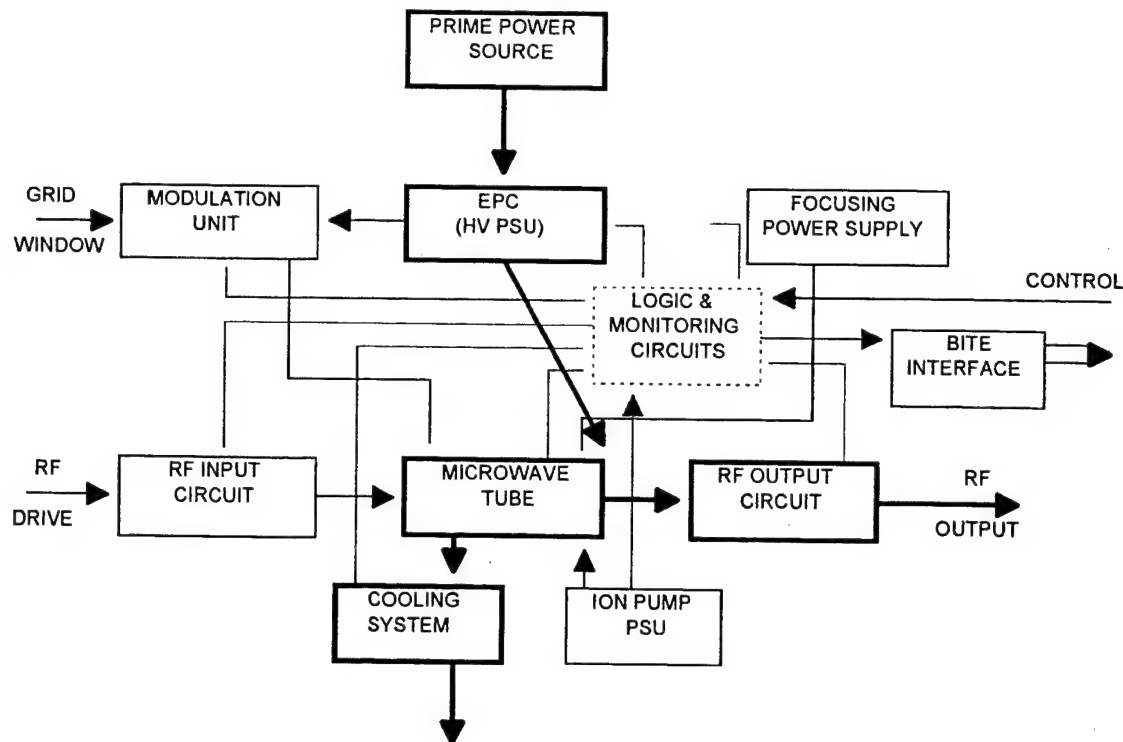 PRIME POWER
SOURCE
GRID
WINDOW
MODULATION
UNIT
EPC
(HV PSU)
FOCUSING
POWER SUPPLY
CONTROL
LOGIC &
MONITORING
CIRCUITS
BITE
INTERFACE
RF
DRIVE
RF INPUT
CIRCUIT
MICROWAVE
TUBE
RF OUTPUT
CIRCUIT
RF
OUTPUT
COOLING
SYSTEM
ION PUMP
PSU